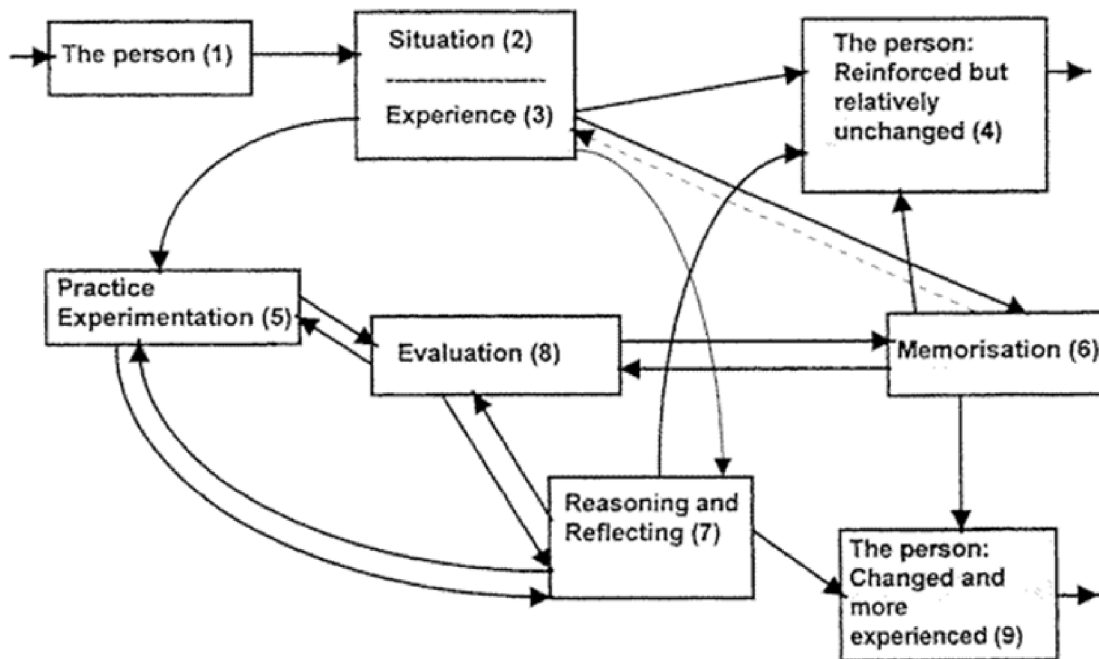 The person (1)
Situation (2)
Experience (3)
The person:
Reinforced but
relatively
unchanged (4)
Practice
Experimentation (5)
Evaluation (8)
Memorisation (6)
Reasoning and
Reflecting (7)
The person:
Changed and
more
experienced (9)